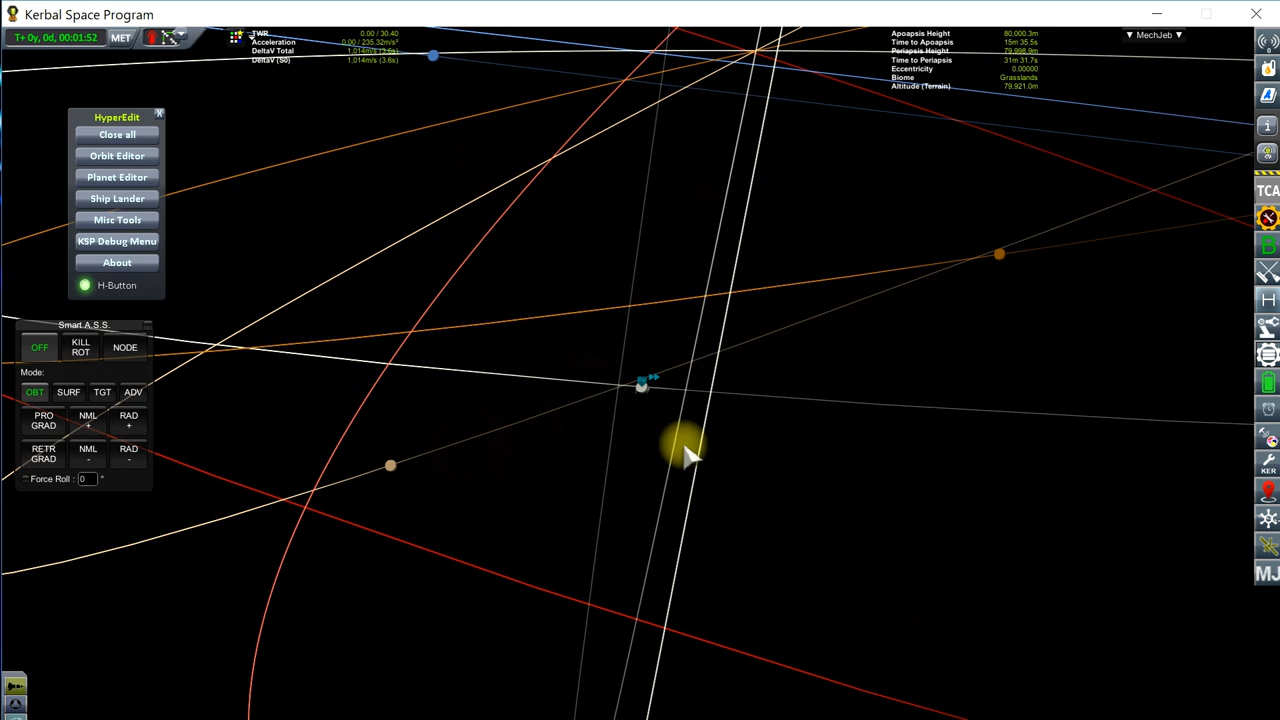 Kerbal Space Program
T+ 0y, 0d, 00:01:52
MET
TWR 0.00 / 30.40
Acceleration 0.00 / 235.32m/s²
DeltaV Total 1,014m/s (3.6s)
DeltaV (S0) 1,014m/s (3.6s)
Apoapsis Height 80,000.3m
Time to Apoapsis 15m 35.5s
Periapsis Height 79,998.9m
Time to Periapsis 31m 31.7s
Eccentricity 0.00000
Biome Grasslands
Altitude (Terrain) 79,921.0m
▼ MechJeb ▼
HyperEdit
X
Close all
Orbit Editor
Planet Editor
Ship Lander
Misc Tools
KSP Debug Menu
About
H-Button
Smart A.S.S.
OFF
KILL
ROT
NODE
Mode:
OBT SURF TGT ADV
PRO
GRAD
NML
+
RAD
+
RETR
GRAD
NML
-
RAD
-
Force Roll : 0 °
TCA
B
H
KER
MJ